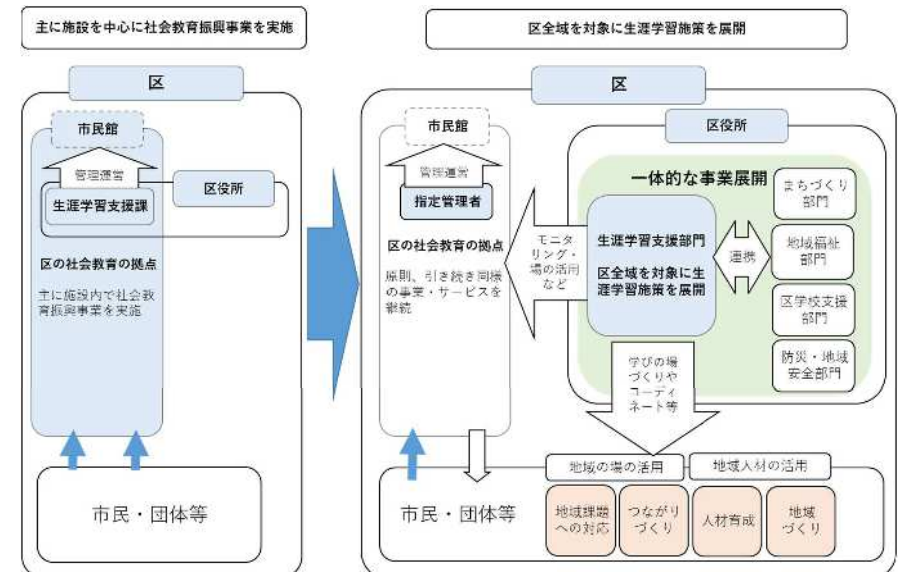 主に施設を中心に社会教育振興事業を実施
区
市民館
管理運営
生涯学習支援課
区役所
区の社会教育の拠点
主に施設内で社会教
育振興事業を実施
市民・団体等
区全域を対象に生涯学習施策を展開
区
市民館
管理運営
指定管理者
区の社会教育の拠点
原則、引き続き同様
の事業・サービスを
継続
モニタ
リング・
場の活用
など
区役所
一体的な事業展開
生涯学習支援部門
区全域を対象に生
涯学習施策を展開
連携
まちづくり
部門
地域福祉
部門
区学校支援
部門
防災・地域
安全部門
学びの場
づくりや
コーディ
ネート等
地域の場の活用
地域人材の活用
市民・団体等
地域課題
への対応
つながり
づくり
人材育成
地域
づくり